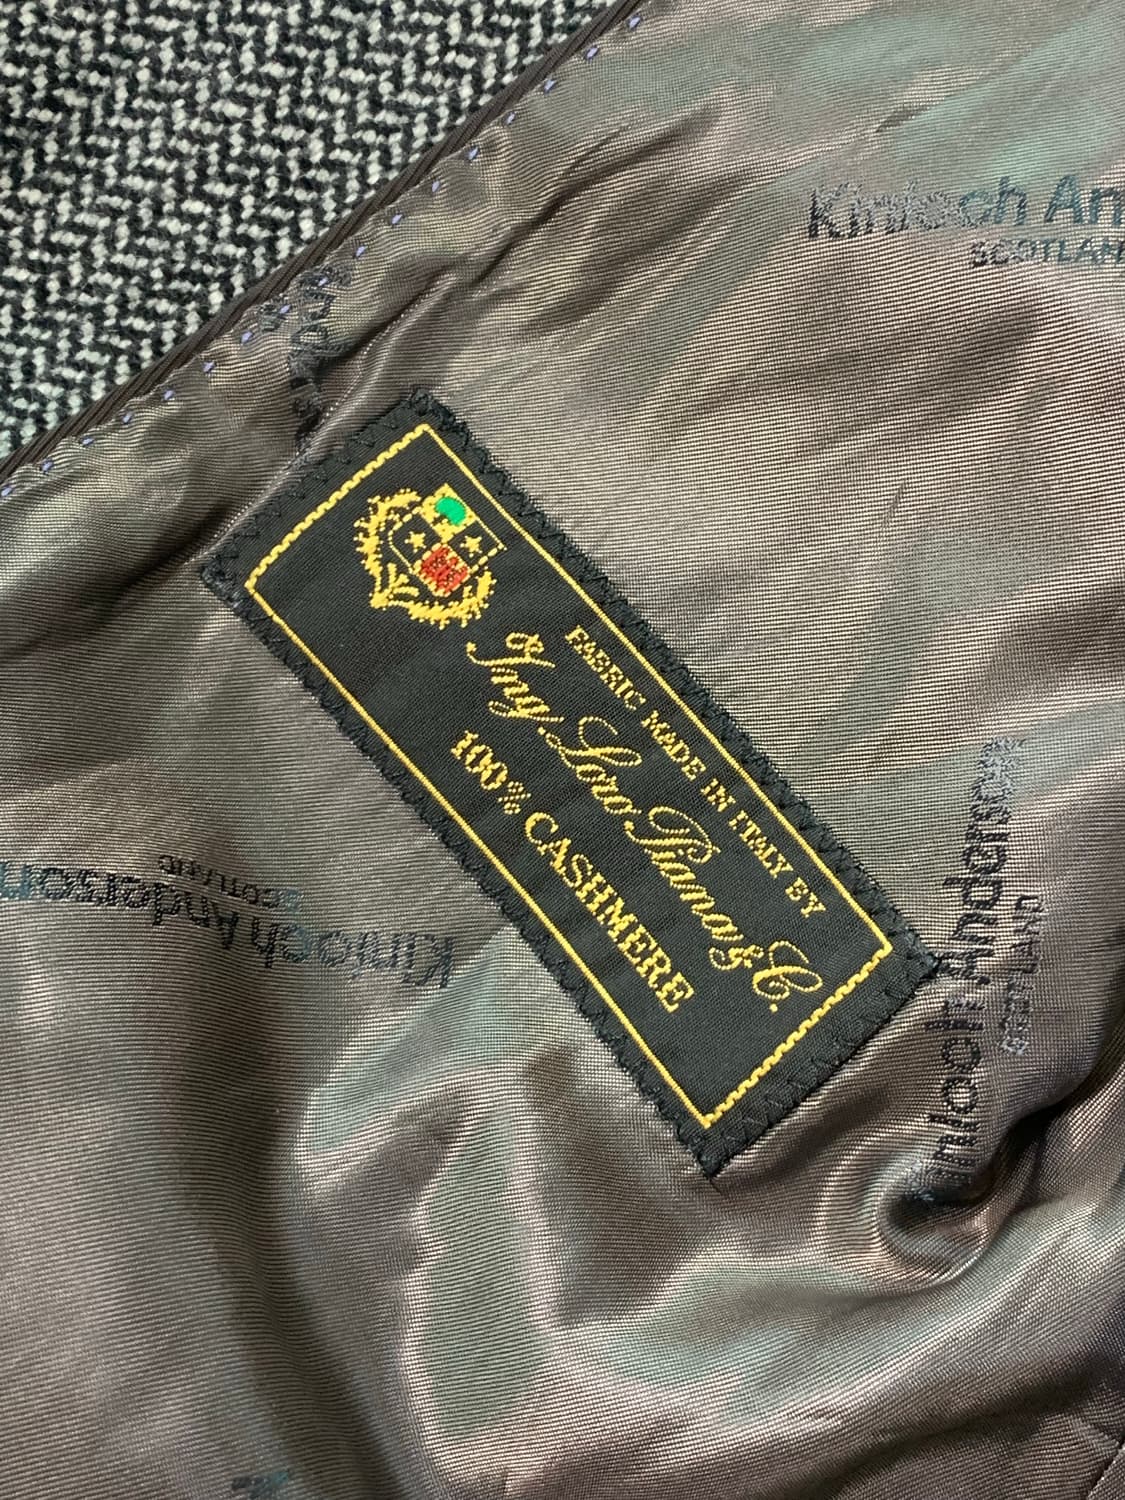 Kinloch An
SCOTLAN
FABRIC MADE IN ITALY BY
Ing. Loro Piana & C.
100% CASHMERE
Kinloch Anderson
SCOTLAND
Kinloch Anderson
SCOTLAND